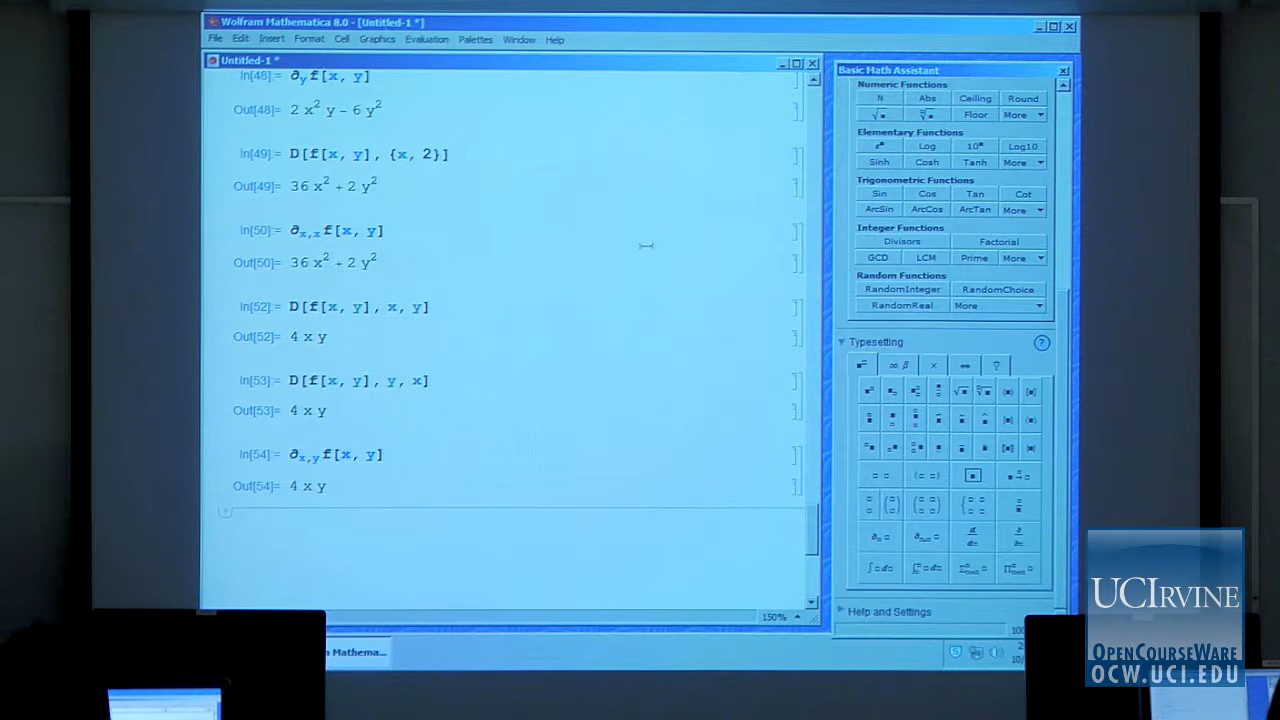 Wolfram Mathematica 8.0 - [Untitled-1 *]
File Edit Insert Format Cell Graphics Evaluation Palettes Window Help
Untitled-1 *
In[48]:= ∂y f[x, y]
Out[48]= 2 x² y - 6 y²
In[49]:= D[f[x, y], {x, 2}]
Out[49]= 36 x² + 2 y²
In[50]:= ∂x,x f[x, y]
Out[50]= 36 x² + 2 y²
In[52]:= D[f[x, y], x, y]
Out[52]= 4 x y
In[53]:= D[f[x, y], y, x]
Out[53]= 4 x y
In[54]:= ∂x,y f[x, y]
Out[54]= 4 x y
150%
Basic Math Assistant
Numeric Functions
N Abs Ceiling Round
Floor More
Elementary Functions
Log Log10
Sinh Cosh Tanh More
Trigonometric Functions
Sin Cos Tan Cot
ArcSin ArcCos ArcTan More
Integer Functions
Divisors Factorial
GCD LCM Prime More
Random Functions
RandomInteger RandomChoice
RandomReal More
Typesetting ?
Help and Settings
Mathema...
UCIRVINE
OPENCOURSEWARE
OCW.UCI.EDU